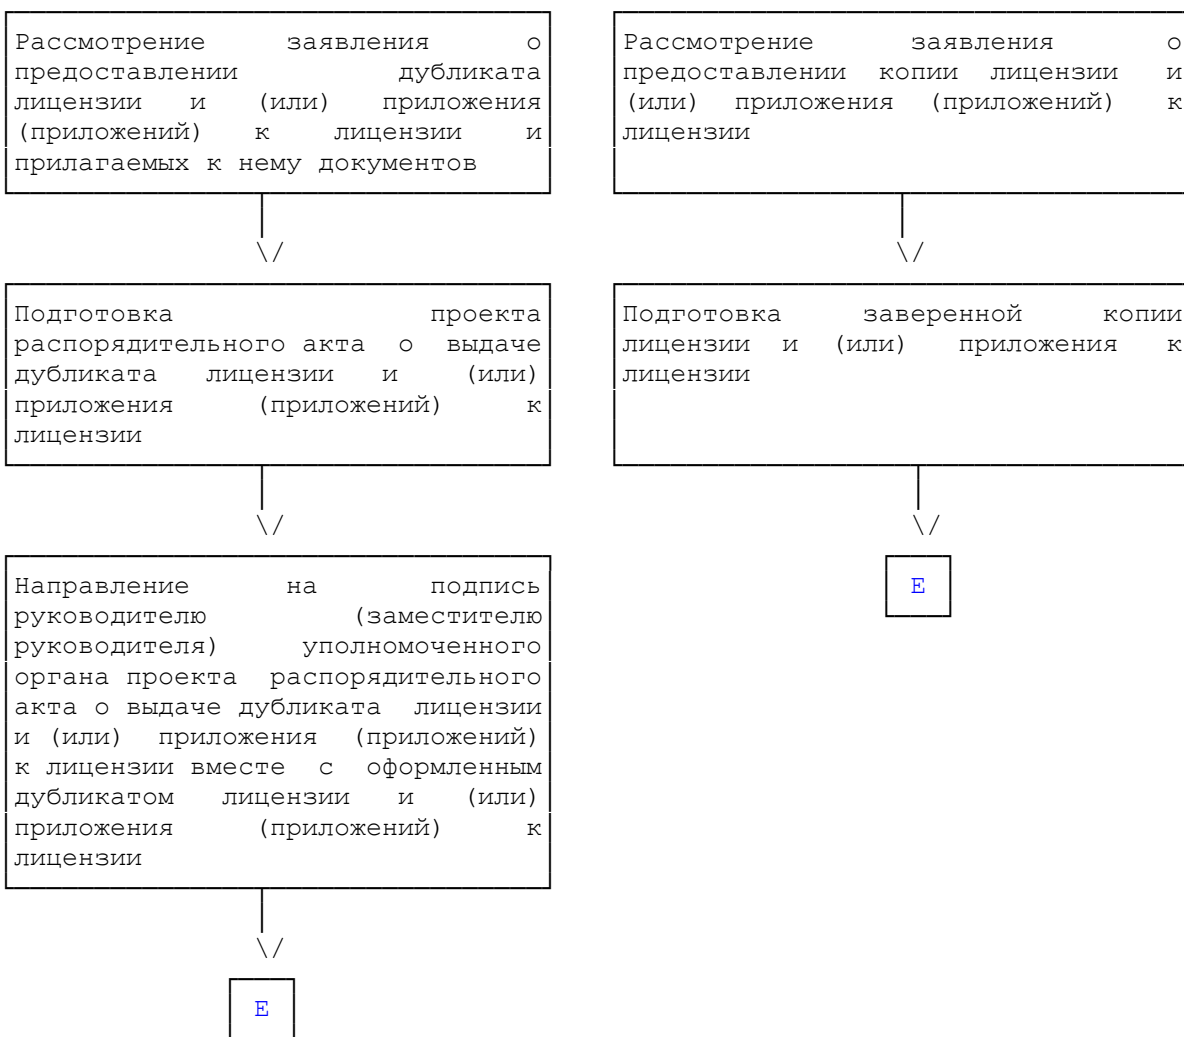 Рассмотрение заявления о
предоставлении дубликата
лицензии и (или) приложения
(приложений) к лицензии и
прилагаемых к нему документов
\/
Подготовка проекта
распорядительного акта о выдаче
дубликата лицензии и (или)
приложения (приложений) к
лицензии
\/
Направление на подпись
руководителю (заместителю
руководителя) уполномоченного
органа проекта распорядительного
акта о выдаче дубликата лицензии
и (или) приложения (приложений)
к лицензии вместе с оформленным
дубликатом лицензии и (или)
приложения (приложений) к
лицензии
\/
Е
Рассмотрение заявления о
предоставлении копии лицензии и
(или) приложения (приложений) к
лицензии
\/
Подготовка заверенной копии
лицензии и (или) приложения к
лицензии
\/
Е